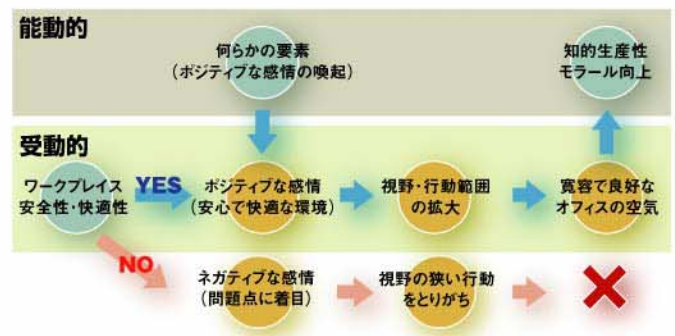 能動的
何らかの要素
(ポジティブな感情の喚起)
知的生産性
モラール向上
受動的
ワークプレイス
安全性・快適性
YES
ポジティブな感情
(安心で快適な環境)
視野・行動範囲
の拡大
寛容で良好な
オフィスの空気
NO
ネガティブな感情
(問題点に着目)
視野の狭い行動
をとりがち